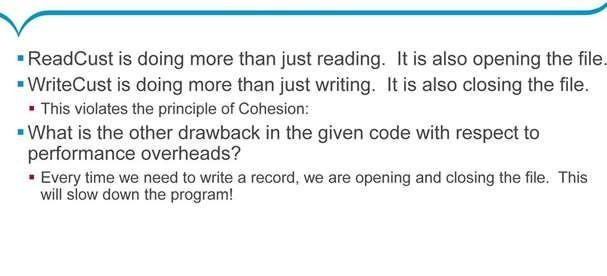 ReadCust is doing more than just reading.  It is also opening the file.
WriteCust is doing more than just writing.  It is also closing the file.
This violates the principle of Cohesion:
What is the other drawback in the given code with respect to
performance overheads?
Every time we need to write a record, we are opening and closing the file.  This
will slow down the program!